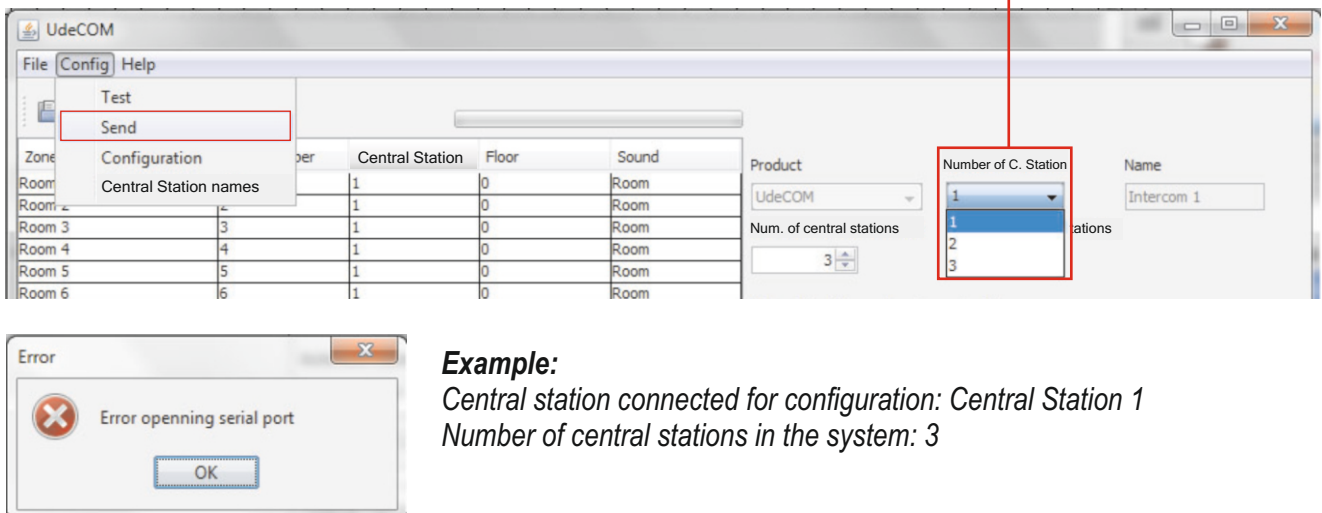 UdeCOM
File Config Help
Test
Send
Configuration
Central Station names
Zone ber Central Station Floor Sound
Room 1 0 Room
Room 2 2 1 0 Room
Room 3 3 1 0 Room
Room 4 4 1 0 Room
Room 5 5 1 0 Room
Room 6 6 1 0 Room
Product Number of C. Station Name
UdeCOM 1 Intercom 1
Num. of central stations ations
3
1
2
3
Error
Error openning serial port
OK
Example:
Central station connected for configuration: Central Station 1
Number of central stations in the system: 3